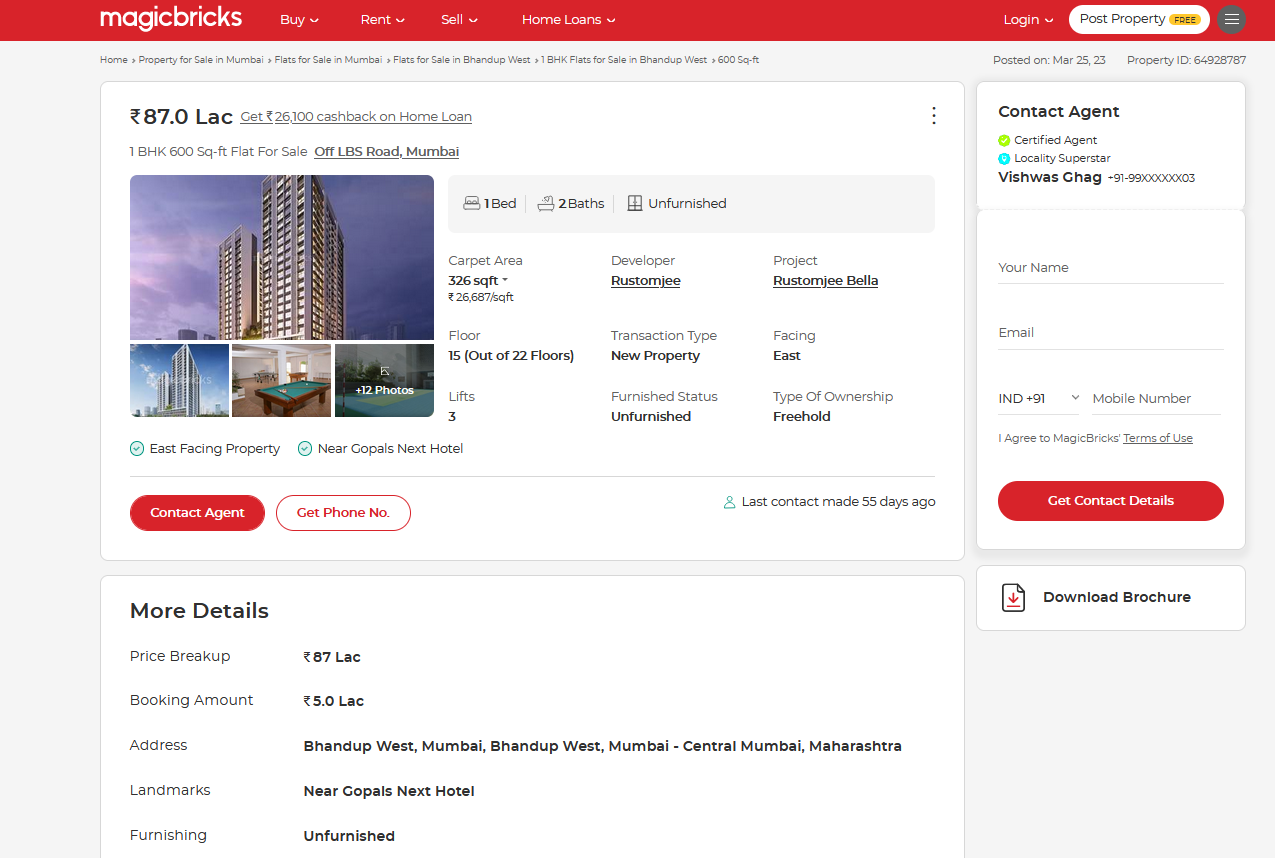 magicbricks Buy Rent Sell Home Loans Login Post Property FREE
Home › Property for Sale in Mumbai › Flats for Sale in Mumbai › Flats for Sale in Bhandup West › 1 BHK Flats for Sale in Bhandup West › 600 Sq-ft
Posted on: Mar 25, 23 Property ID: 64928787
₹87.0 Lac Get ₹26,100 cashback on Home Loan
1 BHK 600 Sq-ft Flat For Sale Off LBS Road, Mumbai
magicbricks
+12 Photos
1 Bed 2 Baths Unfurnished
Carpet Area Developer Project
326 sqft Rustomjee Rustomjee Bella
₹26,687/sqft
Floor Transaction Type Facing
15 (Out of 22 Floors) New Property East
Lifts Furnished Status Type Of Ownership
3 Unfurnished Freehold
East Facing Property Near Gopals Next Hotel
Contact Agent Get Phone No. Last contact made 55 days ago
Contact Agent
Certified Agent
Locality Superstar
Vishwas Ghag +91-99XXXXXX03
Your Name
Email
IND +91 Mobile Number
I Agree to MagicBricks' Terms of Use
Get Contact Details
Download Brochure
More Details
Price Breakup ₹87 Lac
Booking Amount ₹5.0 Lac
Address Bhandup West, Mumbai, Bhandup West, Mumbai - Central Mumbai, Maharashtra
Landmarks Near Gopals Next Hotel
Furnishing Unfurnished